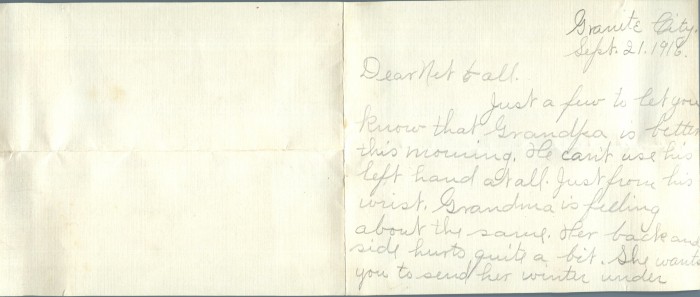 Granite City.
Sept. 21. 1918.
Dear Net & all.
Just a few to let you
know that Grandpa is better
this morning. He can't use his
left hand at all. Just from his
wrist. Grandma is feeling
about the same. Her back and
side hurts quite a bit. She wants
you to send her winter under